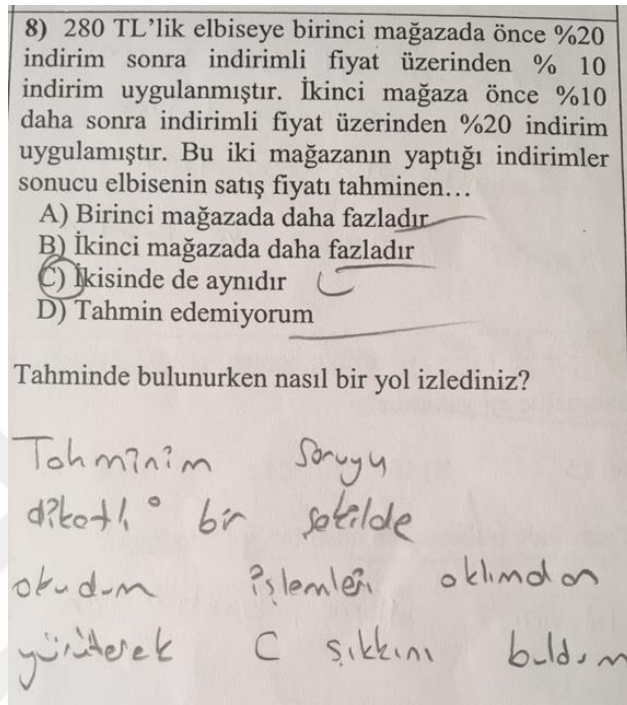 8) 280 TL’lik elbiseye birinci mağazada önce %20
indirim sonra indirimli fiyat üzerinden % 10
indirim uygulanmıştır. İkinci mağaza önce %10
daha sonra indirimli fiyat üzerinden %20 indirim
uygulamıştır. Bu iki mağazanın yaptığı indirimler
sonucu elbisenin satış fiyatı tahminen…
A) Birinci mağazada daha fazladır
B) İkinci mağazada daha fazladır
C) İkisinde de aynıdır
D) Tahmin edemiyorum
Tahminde bulunurken nasıl bir yol izlediniz?
Tahminim soruyu
dikatli bir şekilde
okudum işlemleri aklımdan
yürüterek C şıkkını buldum